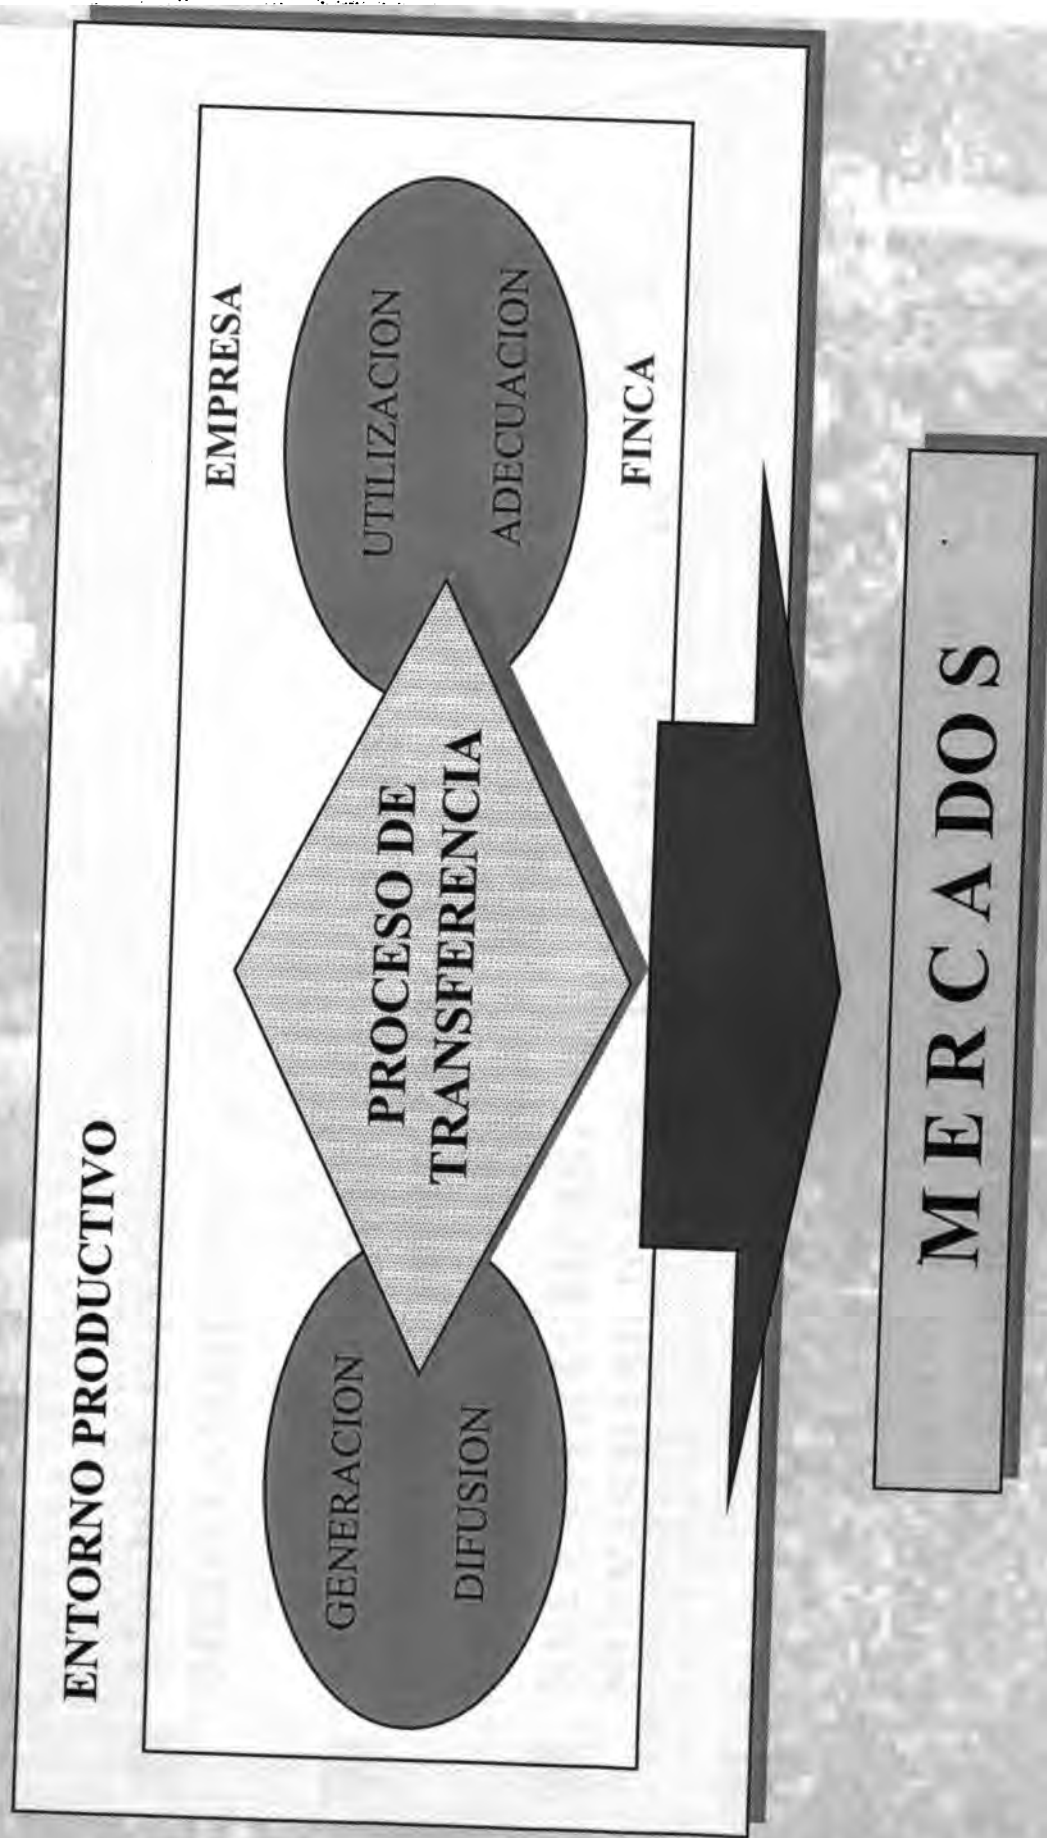 ENTORNO PRODUCTIVO
EMPRESA
GENERACION
DIFUSION
PROCESO DE
TRANSFERENCIA
UTILIZACION
ADECUACION
FINCA
MERCADOS